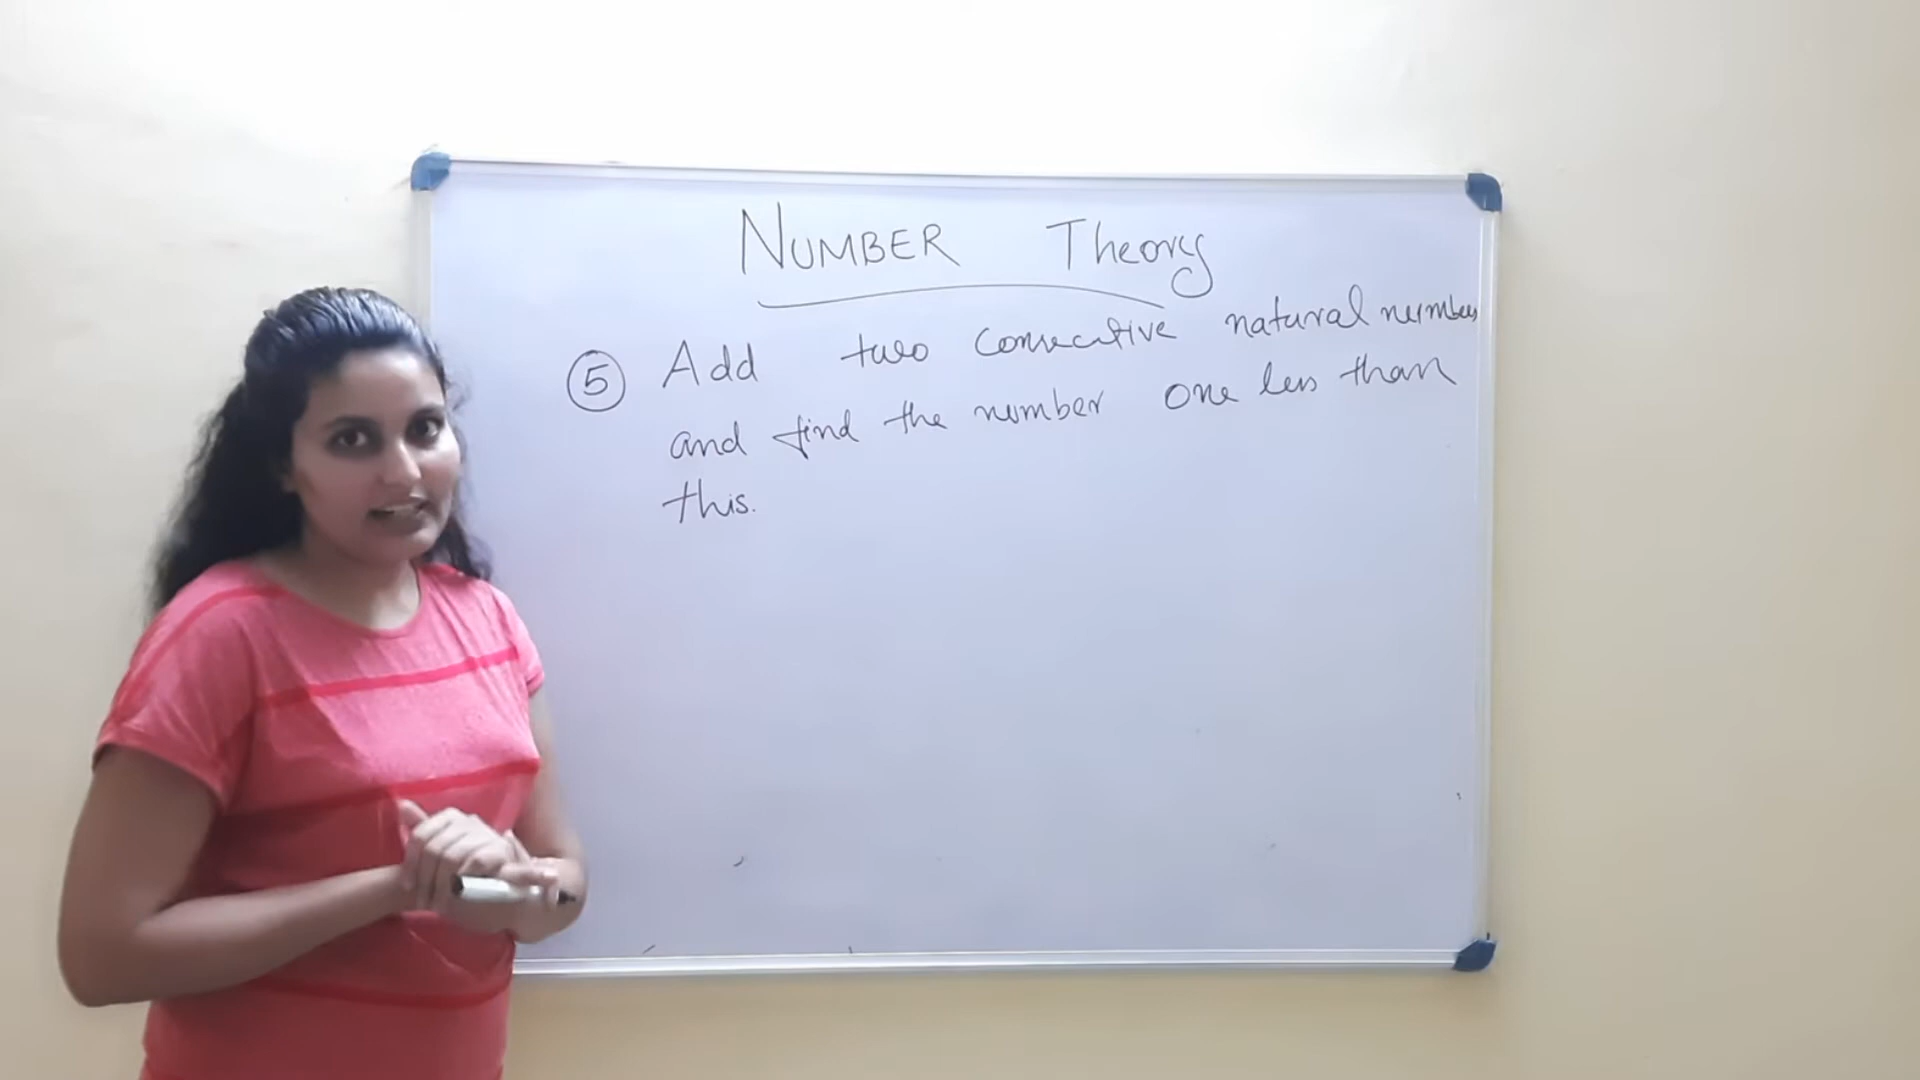 NUMBER Theory
5 Add two consecutive natural numbers
and find the number one less than
this.